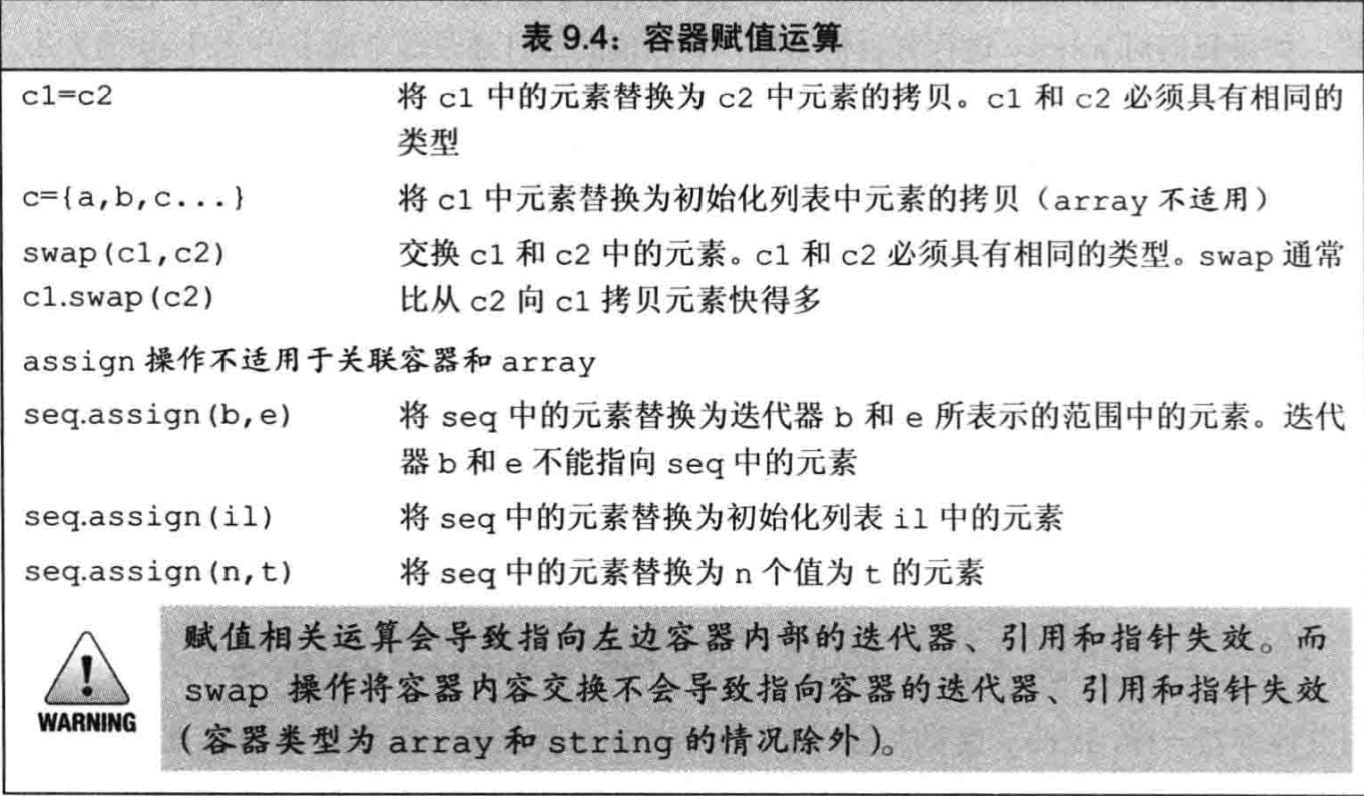 表 9.4：容器赋值运算
c1=c2 将 c1 中的元素替换为 c2 中元素的拷贝。c1 和 c2 必须具有相同的
类型
c={a,b,c...} 将 c1 中元素替换为初始化列表中元素的拷贝（array 不适用）
swap(c1,c2) 交换 c1 和 c2 中的元素。c1 和 c2 必须具有相同的类型。swap 通常
c1.swap(c2) 比从 c2 向 c1 拷贝元素快得多
assign 操作不适用于关联容器和 array
seq.assign(b,e) 将 seq 中的元素替换为迭代器 b 和 e 所表示的范围中的元素。迭代
器 b 和 e 不能指向 seq 中的元素
seq.assign(il) 将 seq 中的元素替换为初始化列表 il 中的元素
seq.assign(n,t) 将 seq 中的元素替换为 n 个值为 t 的元素
赋值相关运算会导致指向左边容器内部的迭代器、引用和指针失效。而
swap 操作将容器内容交换不会导致指向容器的迭代器、引用和指针失效
WARNING
（容器类型为 array 和 string 的情况除外）。